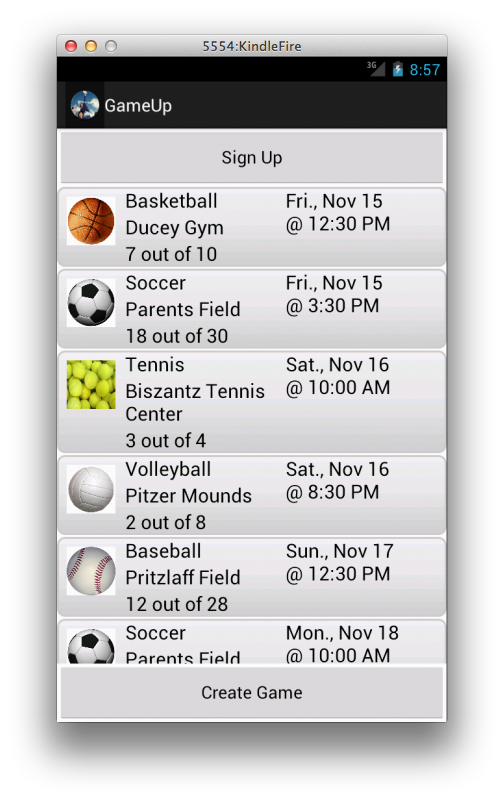 5554:KindleFire
3G 8:57
GameUp
Sign Up
Basketball
Ducey Gym
7 out of 10
Fri., Nov 15
@ 12:30 PM
Soccer
Parents Field
18 out of 30
Fri., Nov 15
@ 3:30 PM
Tennis
Biszantz Tennis
Center
3 out of 4
Sat., Nov 16
@ 10:00 AM
Volleyball
Pitzer Mounds
2 out of 8
Sat., Nov 16
@ 8:30 PM
Baseball
Pritzlaff Field
12 out of 28
Sun., Nov 17
@ 12:30 PM
Soccer
Parents Field
Mon., Nov 18
@ 10:00 AM
Create Game